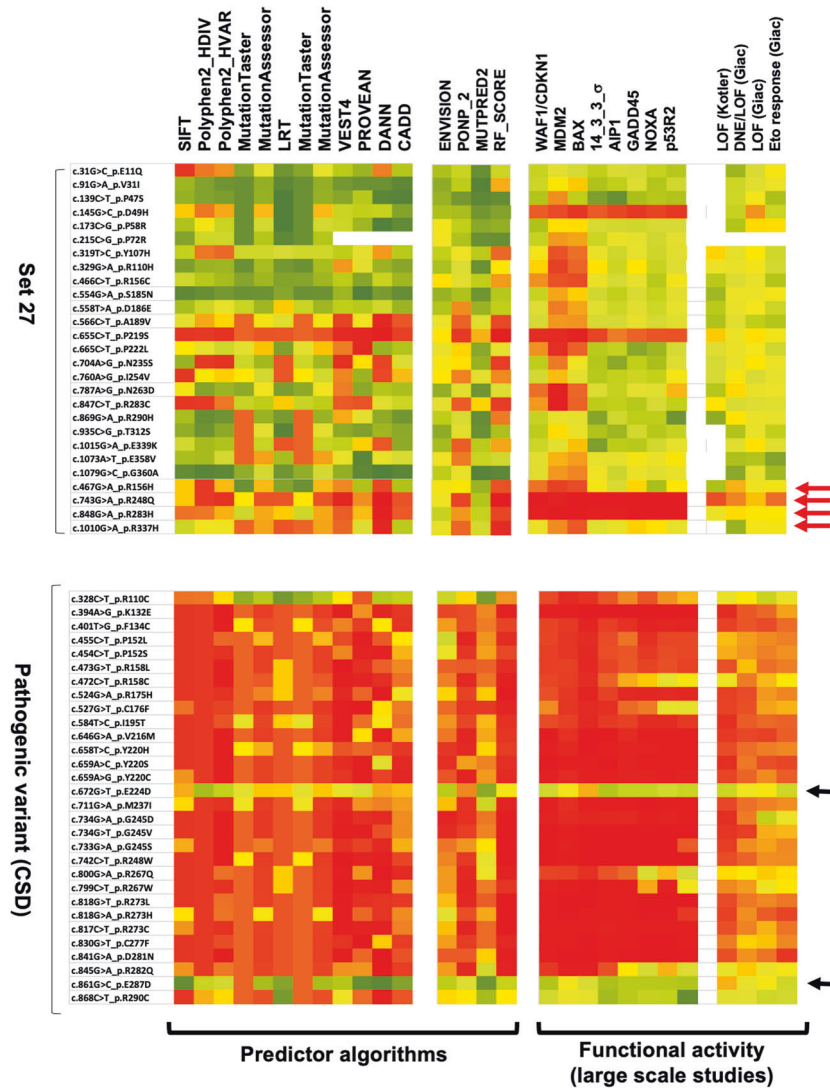 SIFT
Polyphen2_HDIV
Polyphen2_HVAR
MutationTaster
MutationAssessor
LRT
MutationTaster
MutationAssessor
VEST4
PROVEAN
DANN
CADD
ENVISION
PONP_2
MUTPRED2
RF_SCORE
WAF1/CDKN1
MDM2
BAX
14_3_3_σ
AIP1
GADD45
NOXA
p53R2
LOF (Kotler)
DNE/LOF (Giac)
LOF (Giac)
Eto response (Giac)
Set 27
c.31G>C_p.E11Q
c.91G>A_p.V31I
c.139C>T_p.P47S
c.145G>C_p.D49H
c.173C>G_p.P58R
c.215C>G_p.P72R
c.319T>C_p.Y107H
c.329G>A_p.R110H
c.466C>T_p.R156C
c.554G>A_p.S185N
c.558T>A_p.D186E
c.566C>T_p.A189V
c.655C>T_p.P219S
c.665C>T_p.P222L
c.704A>G_p.N235S
c.760A>G_p.I254V
c.787A>G_p.N263D
c.847C>T_p.R283C
c.869G>A_p.R290H
c.935C>G_p.T312S
c.1015G>A_p.E339K
c.1073A>T_p.E358V
c.1079G>C_p.G360A
c.467G>A_p.R156H
c.743G>A_p.R248Q
c.848G>A_p.R283H
c.1010G>A_p.R337H
Pathogenic variant (CSD)
c.328C>T_p.R110C
c.394A>G_p.K132E
c.401T>G_p.F134C
c.455C>T_p.P152L
c.454C>T_p.P152S
c.473G>T_p.R158L
c.472C>T_p.R158C
c.524G>A_p.R175H
c.527G>T_p.C176F
c.584T>C_p.I195T
c.646G>A_p.V216M
c.658T>C_p.Y220H
c.659A>C_p.Y220S
c.659A>G_p.Y220C
c.672G>T_p.E224D
c.711G>A_p.M237I
c.734G>A_p.G245D
c.734G>T_p.G245V
c.733G>A_p.G245S
c.742C>T_p.R248W
c.800G>A_p.R267Q
c.799C>T_p.R267W
c.818G>T_p.R273L
c.818G>A_p.R273H
c.817C>T_p.R273C
c.830G>T_p.C277F
c.841G>A_p.D281N
c.845G>A_p.R282Q
c.861G>C_p.E287D
c.868C>T_p.R290C
Predictor algorithms
Functional activity
(large scale studies)